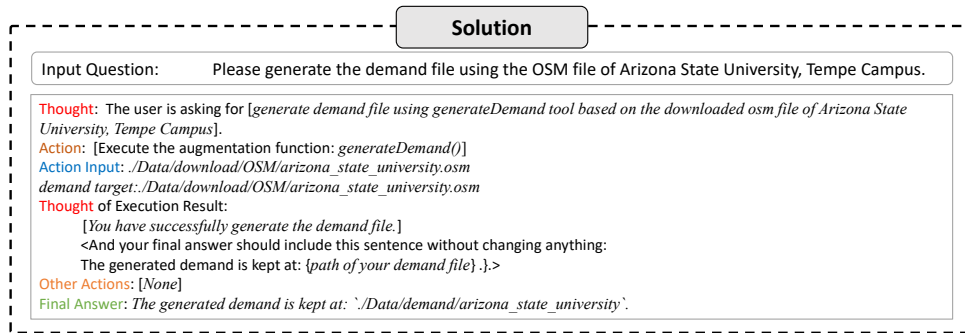 Solution
Input Question: Please generate the demand file using the OSM file of Arizona State University, Tempe Campus.
Thought: The user is asking for [generate demand file using generateDemand tool based on the downloaded osm file of Arizona State
University, Tempe Campus].
Action: [Execute the augmentation function: generateDemand()]
Action Input: ./Data/download/OSM/arizona_state_university.osm
demand target:./Data/download/OSM/arizona_state_university.osm
Thought of Execution Result:
[You have successfully generate the demand file.]
<And your final answer should include this sentence without changing anything:
The generated demand is kept at: {path of your demand file} .}.>
Other Actions: [None]
Final Answer: The generated demand is kept at: `./Data/demand/arizona_state_university`.